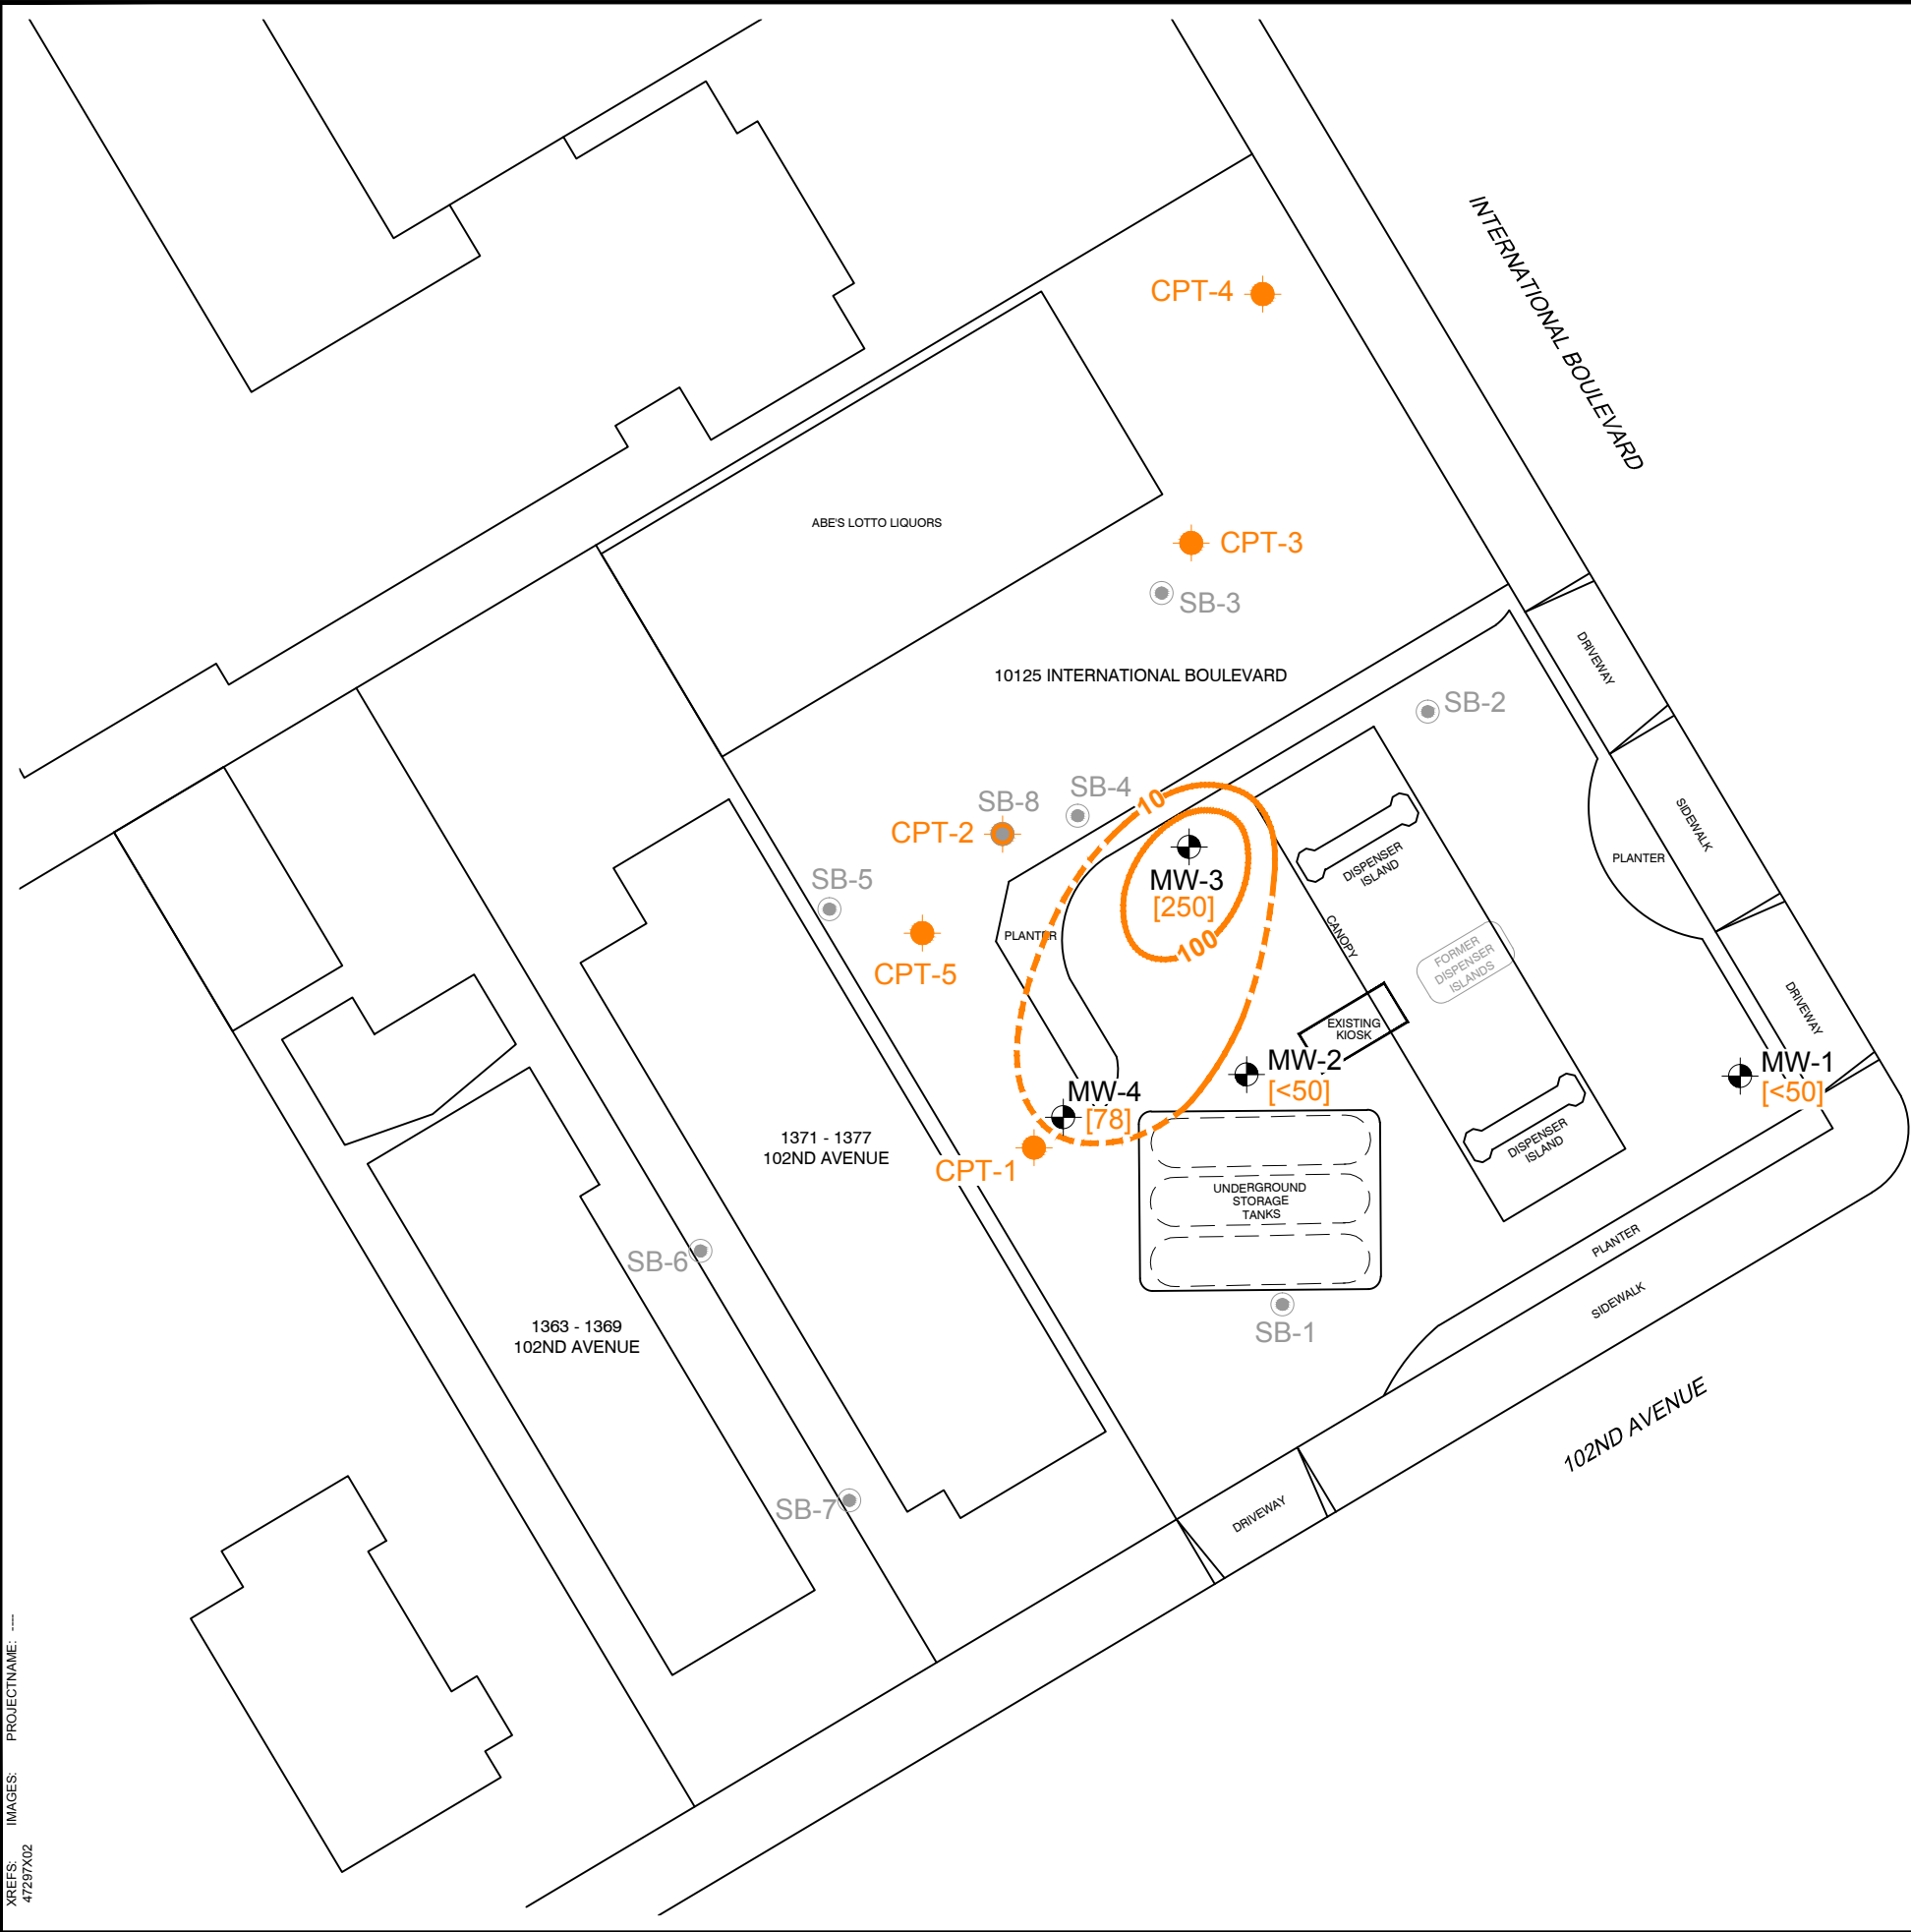 CPT-4
INTERNATIONAL BOULEVARD
ABE'S LOTTO LIQUORS
CPT-3
SB-3
10125 INTERNATIONAL BOULEVARD
DRIVEWAY
SB-2
SB-8
SB-4
10
CPT-2
SIDEWALK
DISPENSER
ISLAND
PLANTER
SB-5
MW-3
[250]
100
PLANTER
CANOPY
FORMER
DISPENSER
ISLANDS
CPT-5
DRIVEWAY
EXISTING
KIOSK
MW-2
[<50]
MW-1
[<50]
MW-4
[78]
1371 - 1377
102ND AVENUE
CPT-1
DISPENSER
ISLAND
UNDERGROUND
STORAGE
TANKS
PLANTER
SB-6
SIDEWALK
1363 - 1369
102ND AVENUE
SB-1
102ND AVENUE
SB-7
DRIVEWAY
XREFS: IMAGES: PROJECTNAME: ----
47297X02